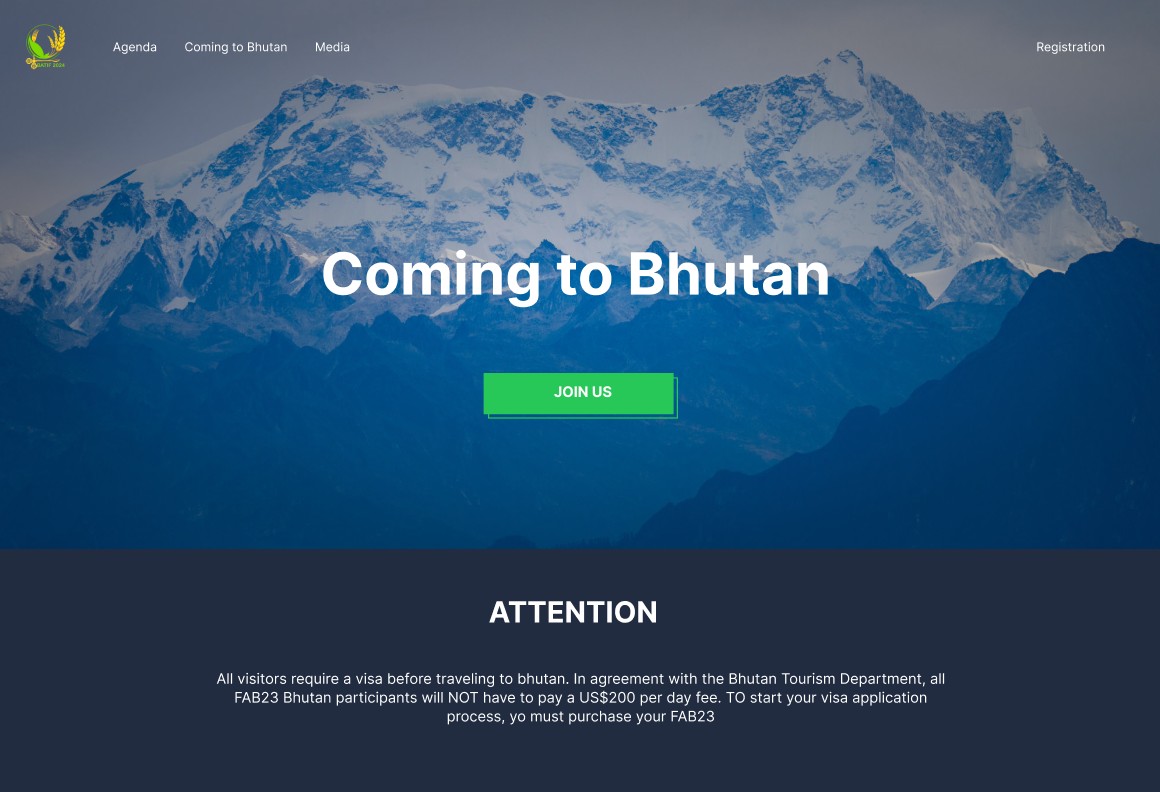 Agenda
Coming to Bhutan
Media
Registration
Coming to Bhutan
JOIN US
ATTENTION
All visitors require a visa before traveling to bhutan. In agreement with the Bhutan Tourism Department, all
FAB23 Bhutan participants will NOT have to pay a US$200 per day fee. TO start your visa application
process, yo must purchase your FAB23